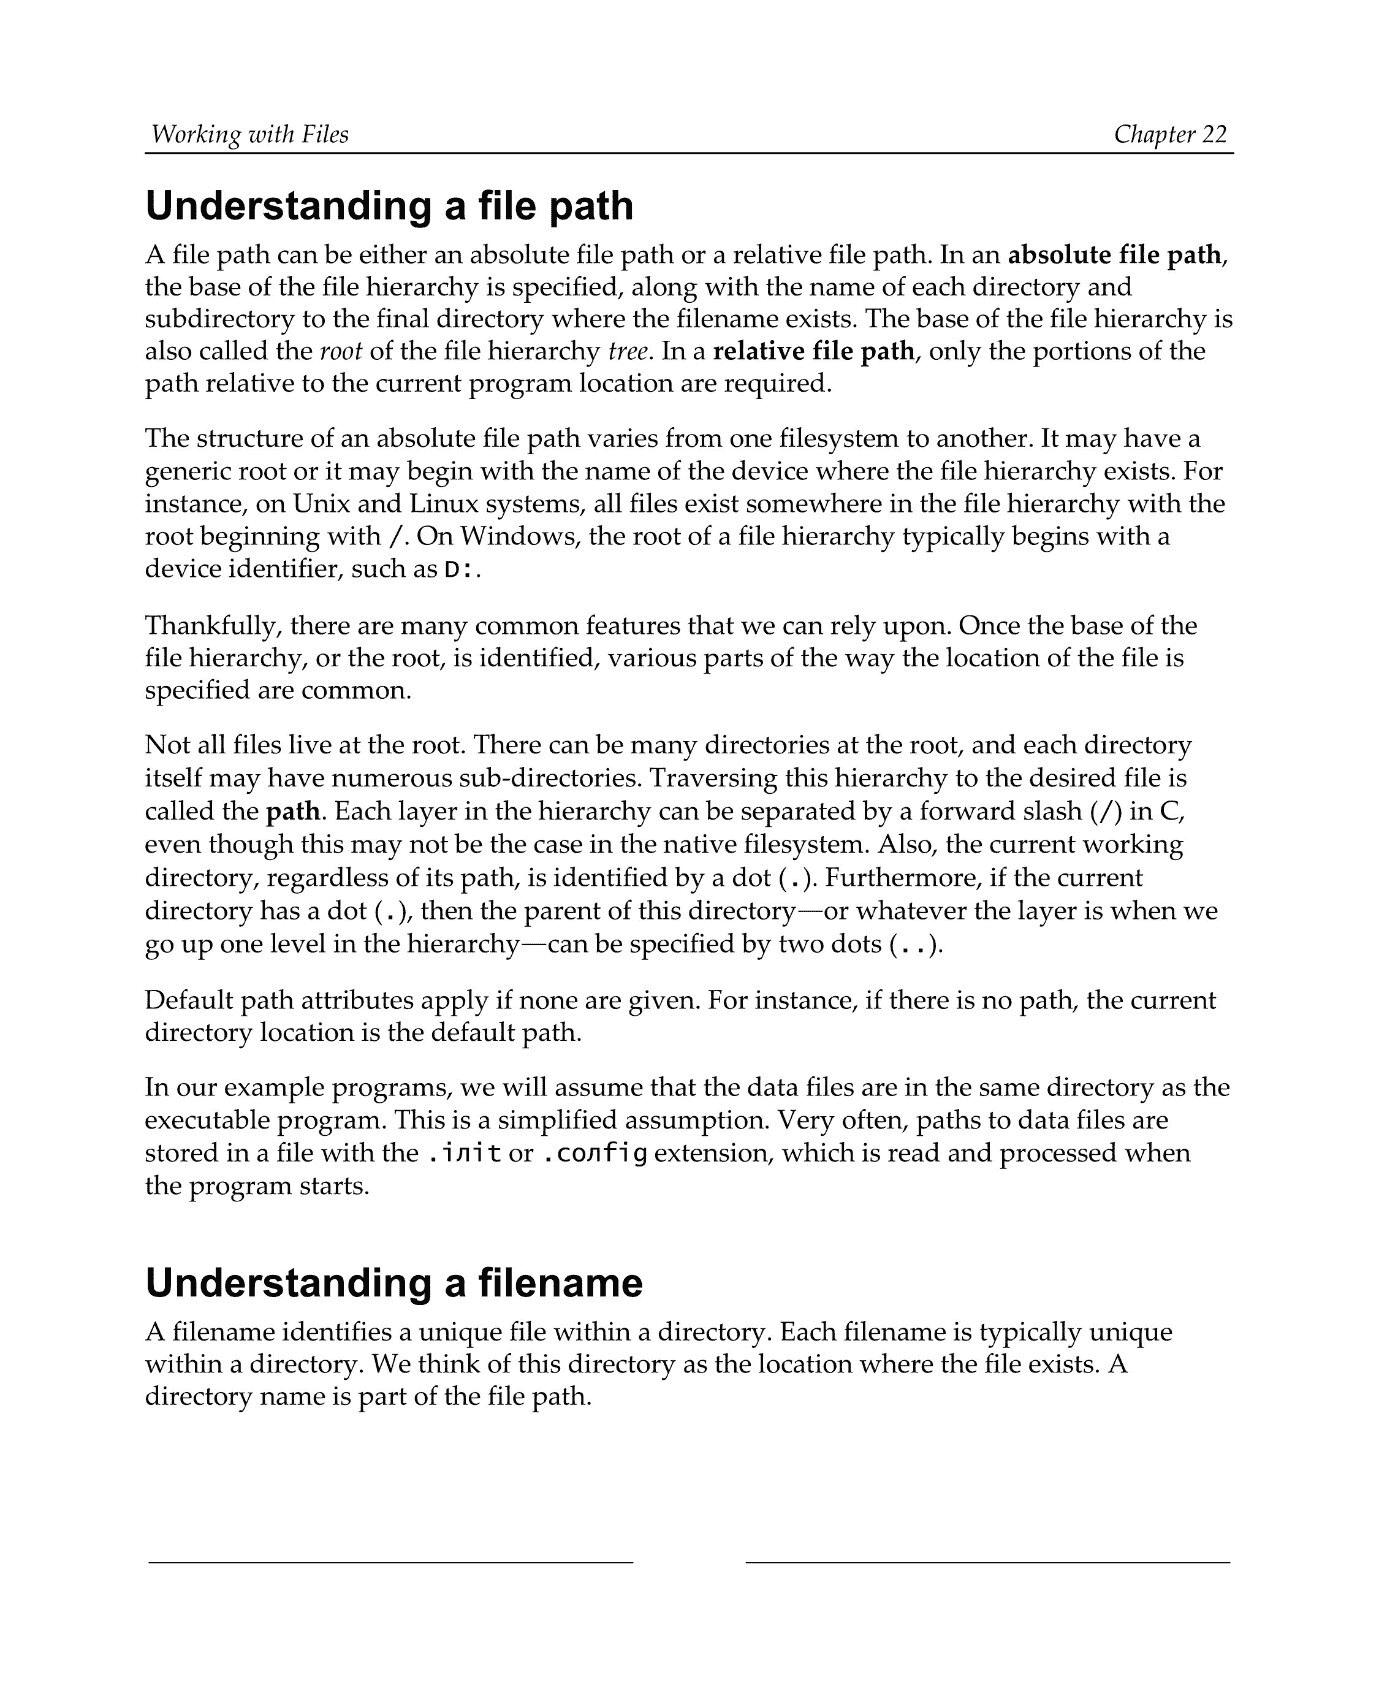 Working with Files Chapter 22
Understanding a file path
A file path can be either an absolute file path or a relative file path. In an absolute file path,
the base of the file hierarchy is specified, along with the name of each directory and
subdirectory to the final directory where the filename exists. The base of the file hierarchy is
also called the root of the file hierarchy tree. In a relative file path, only the portions of the
path relative to the current program location are required.
The structure of an absolute file path varies from one filesystem to another. It may have a
generic root or it may begin with the name of the device where the file hierarchy exists. For
instance, on Unix and Linux systems, all files exist somewhere in the file hierarchy with the
root beginning with /. On Windows, the root of a file hierarchy typically begins with a
device identifier, such as D:.
Thankfully, there are many common features that we can rely upon. Once the base of the
file hierarchy, or the root, is identified, various parts of the way the location of the file is
specified are common.
Not all files live at the root. There can be many directories at the root, and each directory
itself may have numerous sub-directories. Traversing this hierarchy to the desired file is
called the path. Each layer in the hierarchy can be separated by a forward slash (/) in C,
even though this may not be the case in the native filesystem. Also, the current working
directory, regardless of its path, is identified by a dot (.). Furthermore, if the current
directory has a dot (.), then the parent of this directory—or whatever the layer is when we
go up one level in the hierarchy—can be specified by two dots (..).
Default path attributes apply if none are given. For instance, if there is no path, the current
directory location is the default path.
In our example programs, we will assume that the data files are in the same directory as the
executable program. This is a simplified assumption. Very often, paths to data files are
stored in a file with the .init or .config extension, which is read and processed when
the program starts.
Understanding a filename
A filename identifies a unique file within a directory. Each filename is typically unique
within a directory. We think of this directory as the location where the file exists. A
directory name is part of the file path.